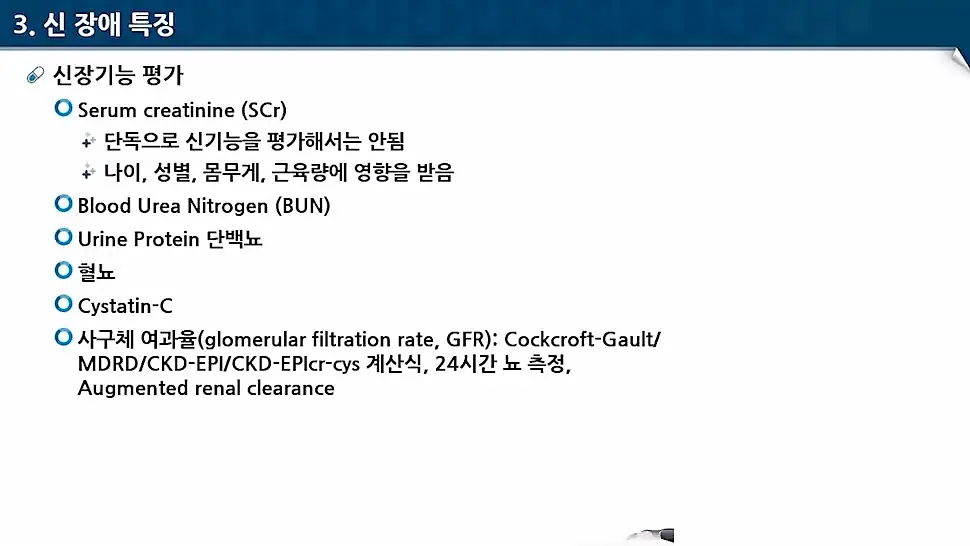 3. 신 장애 특징
신장기능 평가
Serum creatinine (SCr)
단독으로 신기능을 평가해서는 안됨
나이, 성별, 몸무게, 근육량에 영향을 받음
Blood Urea Nitrogen (BUN)
Urine Protein 단백뇨
혈뇨
Cystatin-C
사구체 여과율(glomerular filtration rate, GFR): Cockcroft-Gault/
MDRD/CKD-EPI/CKD-EPIcr-cys 계산식, 24시간 뇨 측정,
Augmented renal clearance